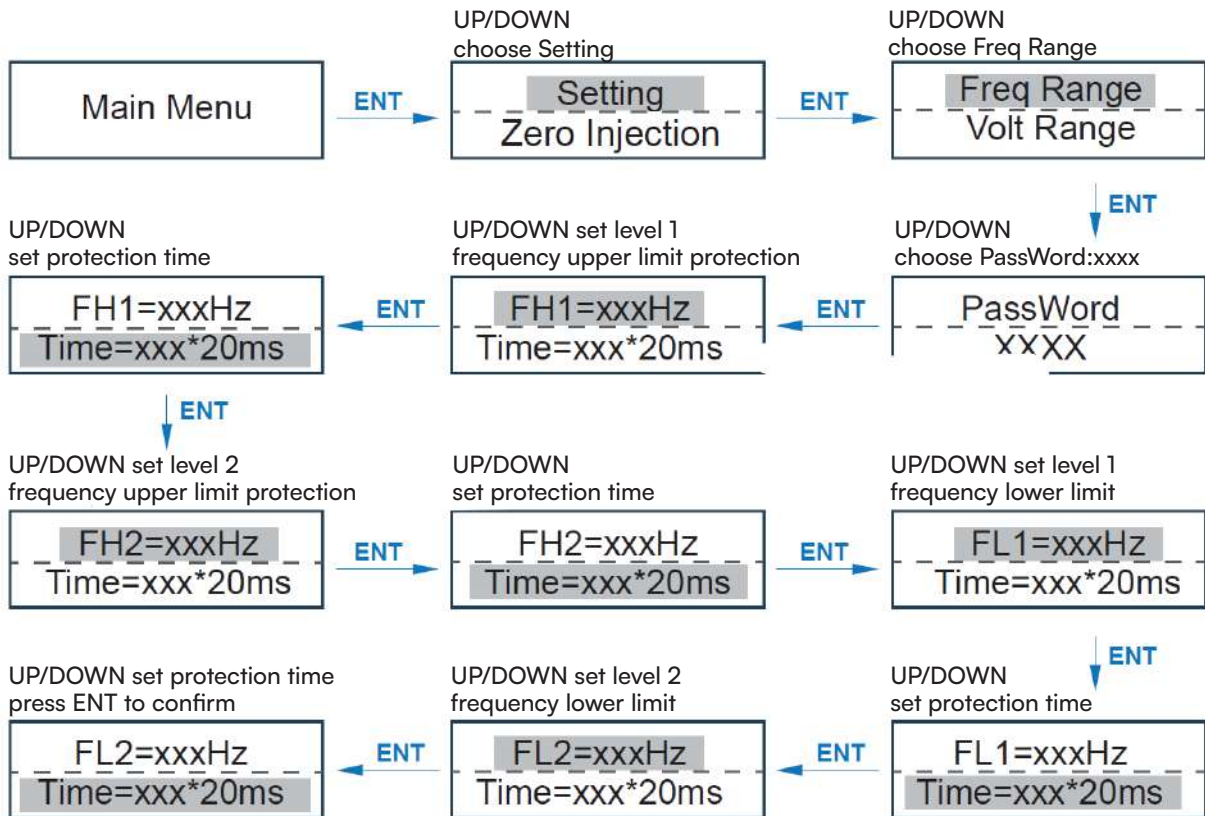 UP/DOWN
choose Setting
UP/DOWN
choose Freq Range
Main Menu
ENT
Setting
Zero Injection
ENT
Freq Range
Volt Range
ENT
UP/DOWN
set protection time
UP/DOWN set level 1
frequency upper limit protection
UP/DOWN
choose PassWord:xxxx
FH1=xxxHz
Time=xxx*20ms
ENT
FH1=xxxHz
Time=xxx*20ms
ENT
PassWord
XXXX
ENT
UP/DOWN set level 2
frequency upper limit protection
UP/DOWN
set protection time
UP/DOWN set level 1
frequency lower limit
FH2=xxxHz
Time=xxx*20ms
ENT
FH2=xxxHz
Time=xxx*20ms
ENT
FL1=xxxHz
Time=xxx*20ms
ENT
UP/DOWN set protection time
press ENT to confirm
UP/DOWN set level 2
frequency lower limit
UP/DOWN
set protection time
FL2=xxxHz
Time=xxx*20ms
ENT
FL2=xxxHz
Time=xxx*20ms
ENT
FL1=xxxHz
Time=xxx*20ms